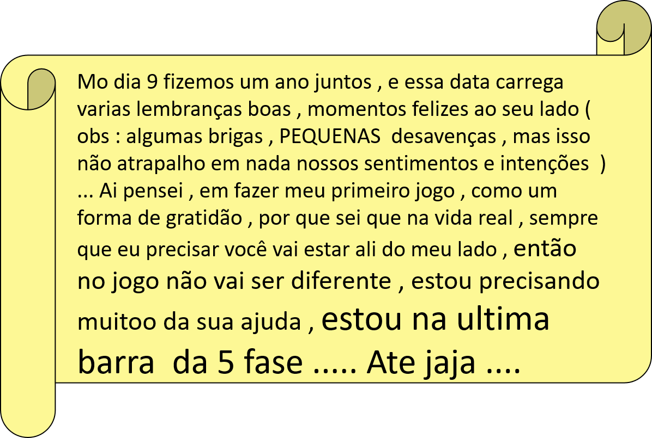 Mo dia 9 fizemos um ano juntos , e essa data carrega
varias lembranças boas , momentos felizes ao seu lado (
obs : algumas brigas , PEQUENAS  desavenças , mas isso
não atrapalho em nada nossos sentimentos e intenções  )
... Ai pensei , em fazer meu primeiro jogo , como um
forma de gratidão , por que sei que na vida real , sempre
que eu precisar você vai estar ali do meu lado , então
no jogo não vai ser diferente , estou precisando
muitoo da sua ajuda , estou na ultima
barra  da 5 fase ..... Ate jaja ....